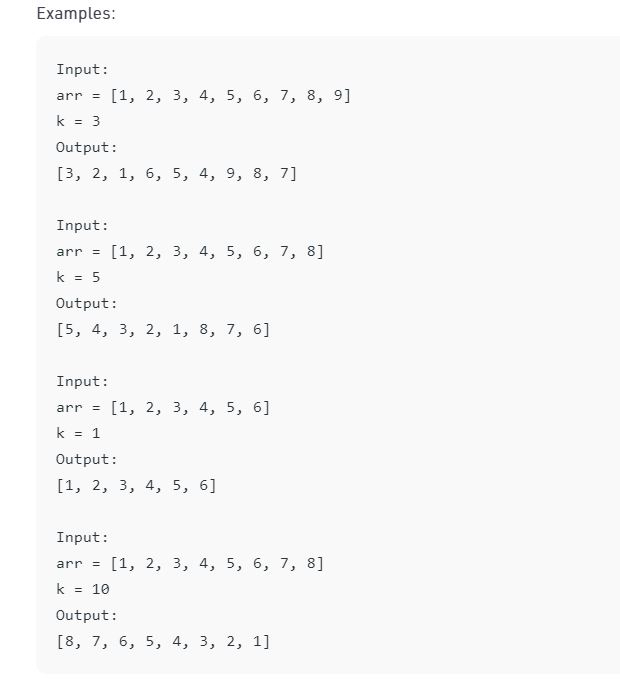 Examples:
Input:
arr = [1, 2, 3, 4, 5, 6, 7, 8, 9]
k = 3
Output:
[3, 2, 1, 6, 5, 4, 9, 8, 7]
Input:
arr = [1, 2, 3, 4, 5, 6, 7, 8]
k = 5
Output:
[5, 4, 3, 2, 1, 8, 7, 6]
Input:
arr = [1, 2, 3, 4, 5, 6]
k = 1
Output:
[1, 2, 3, 4, 5, 6]
Input:
arr = [1, 2, 3, 4, 5, 6, 7, 8]
k = 10
Output:
[8, 7, 6, 5, 4, 3, 2, 1]